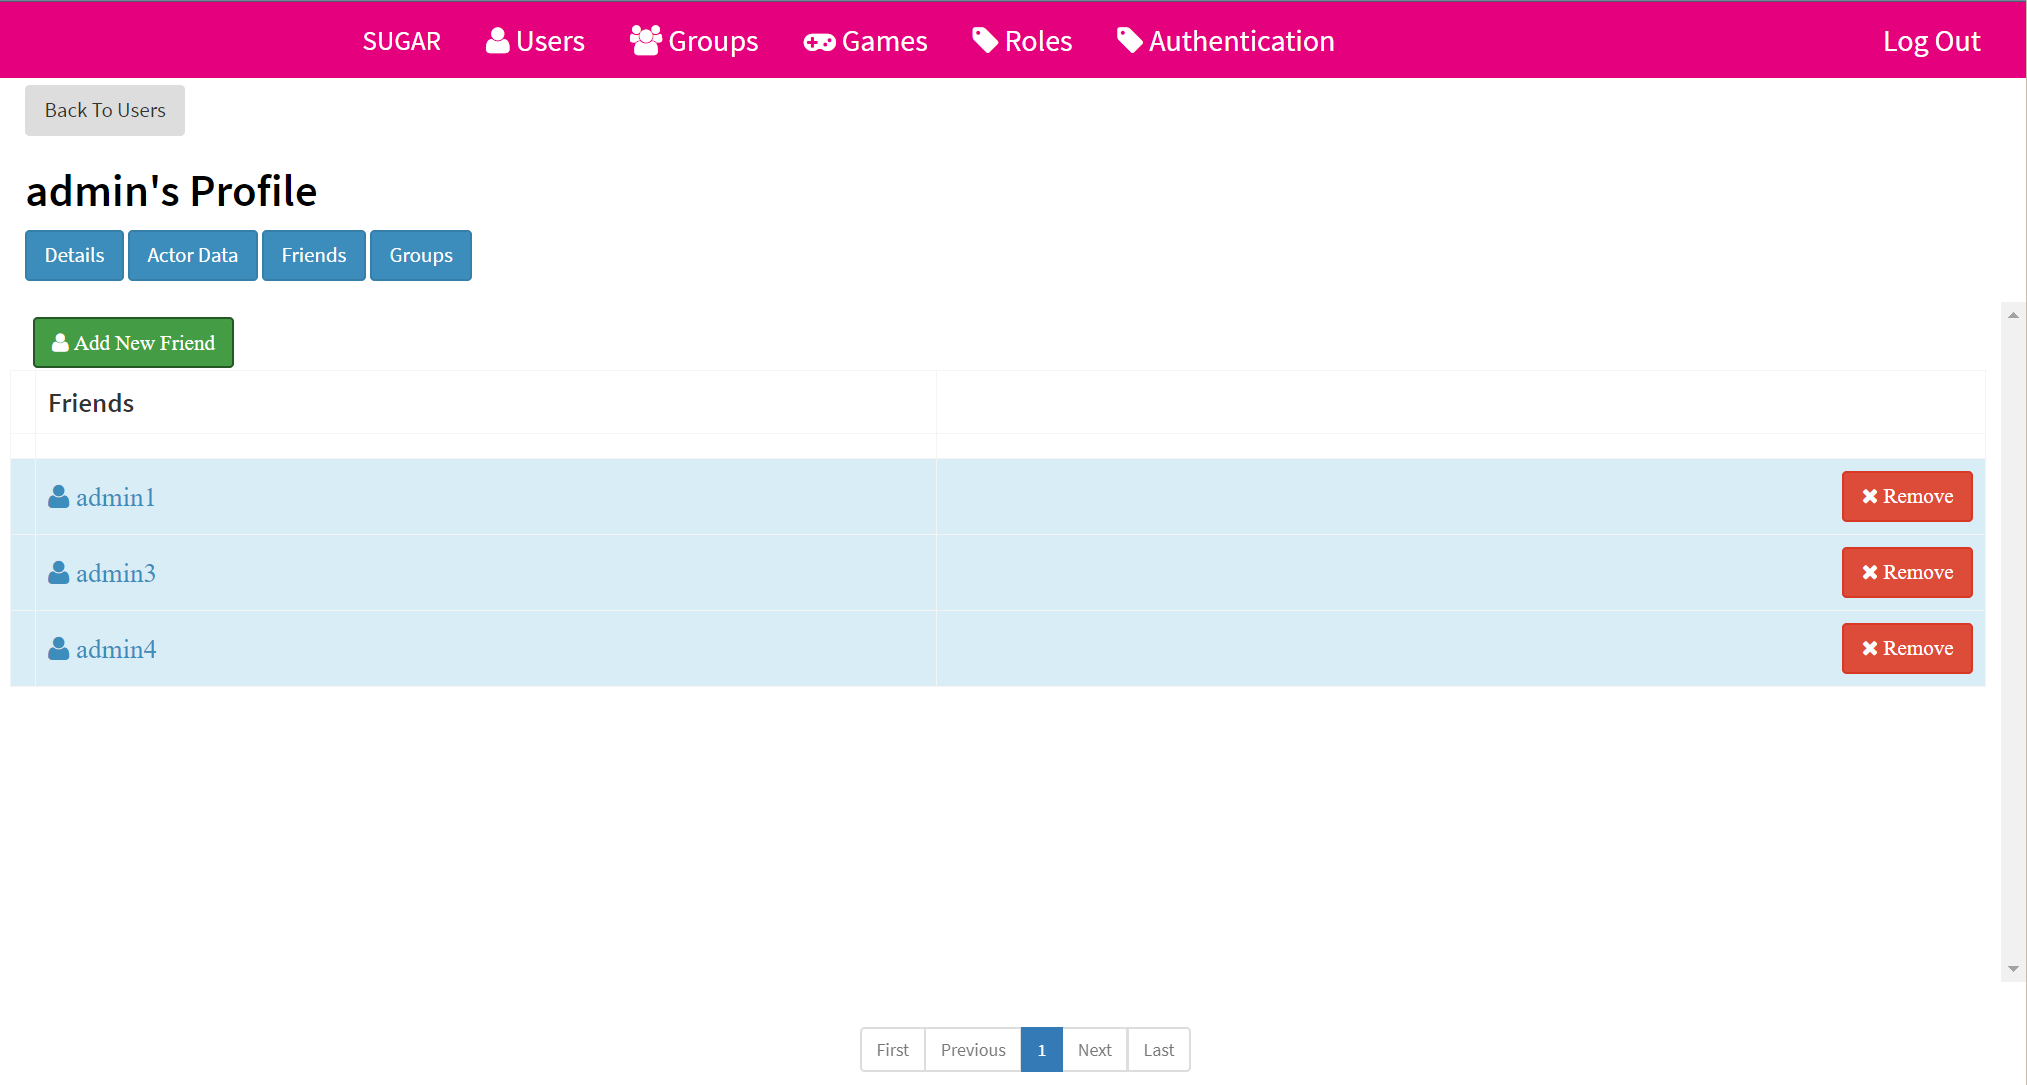 SUGAR Users Groups Games Roles Authentication Log Out
Back To Users
admin's Profile
Details Actor Data Friends Groups
Add New Friend
Friends
admin1 Remove
admin3 Remove
admin4 Remove
First Previous 1 Next Last